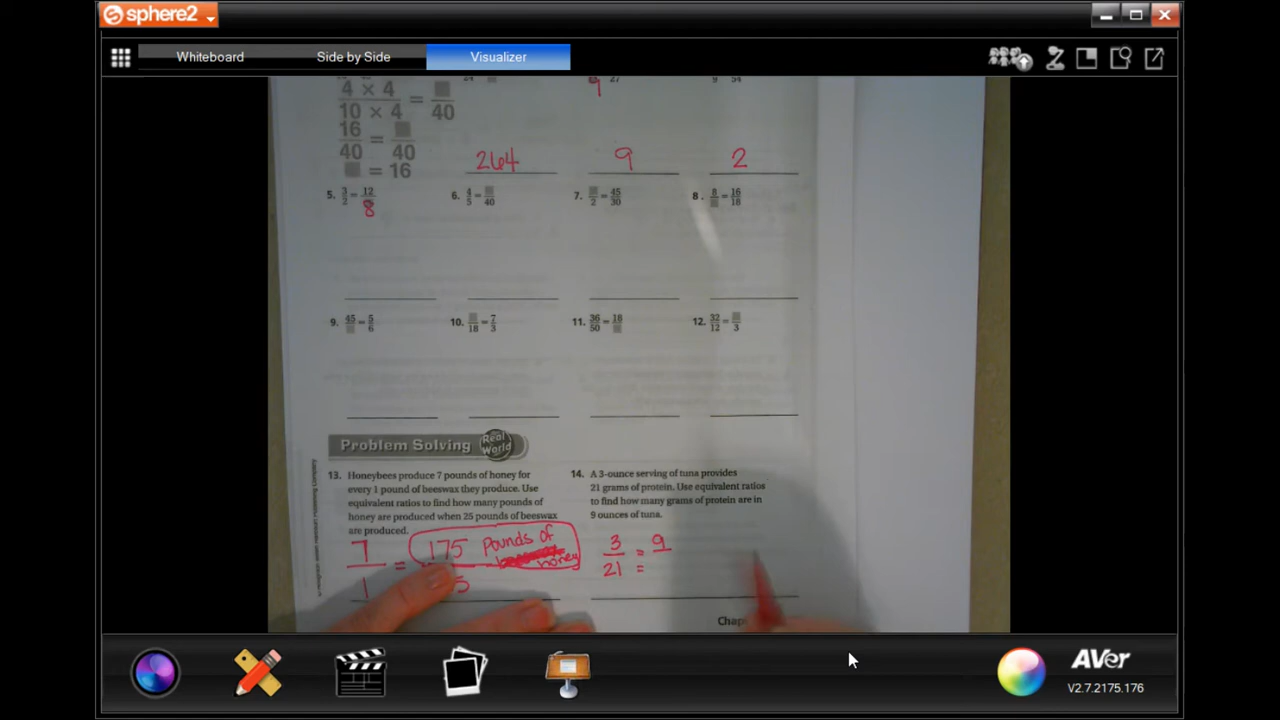 sphere2
Whiteboard Side by Side Visualizer
4 × 4
10 × 4 = 40
16
40 = 40
= 16
9 27
9 54
264 9 2
5. 3/2 = 12/8
6. 4/5 = /40
7. /2 = 45/30
8. 8/ = 16/18
9. 45/ = 5/6
10. /18 = 7/3
11. 36/50 = 18/
12. 32/12 = /3
Problem Solving Real World
13. Honeybees produce 7 pounds of honey for
every 1 pound of beeswax they produce. Use
equivalent ratios to find how many pounds of
honey are produced when 25 pounds of beeswax
are produced.
7 = 175 Pounds of
honey
1 5
14. A 3-ounce serving of tuna provides
21 grams of protein. Use equivalent ratios
to find how many grams of protein are in
9 ounces of tuna.
3 = 9
21 =
Chap
AVer
V2.7.2175.176